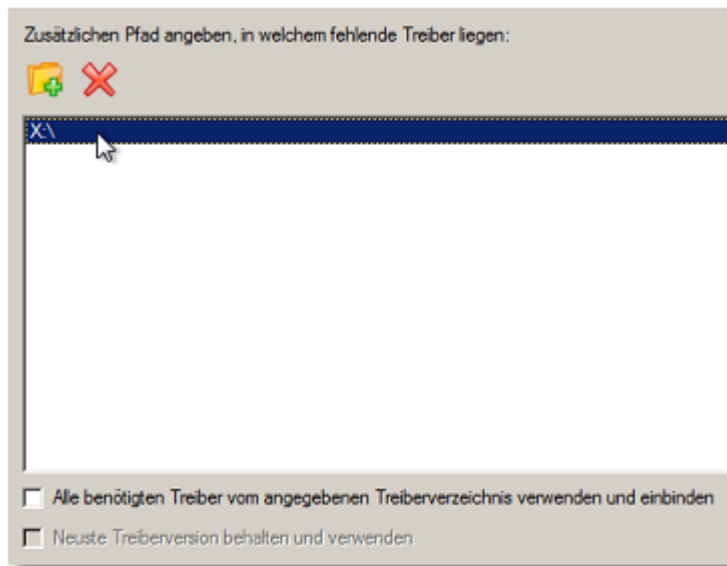 Zusätzlichen Pfad angeben, in welchem fehlende Treiber liegen:
X:\
Alle benötigten Treiber vom angegebenen Treiberverzeichnis verwenden und einbinden
Neuste Treiberversion behalten und verwenden